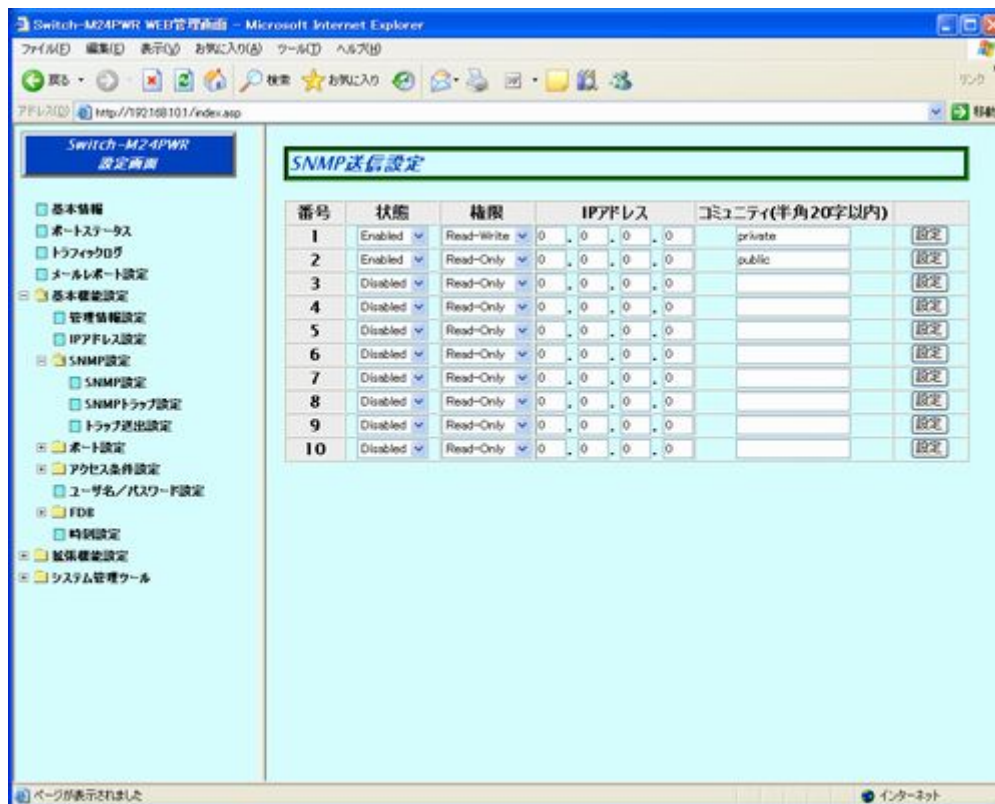 Switch-M24PWR WEB管理画面 - Microsoft Internet Explorer
ファイル(F) 編集(E) 表示(V) お気に入り(A) ツール(T) ヘルプ(H)
戻る 検索 お気に入り リンク
アドレス(D) http://192.168.10.1/index.asp 移動
Switch-M24PWR
設定画面
基本情報
ポートステータス
トラフィックログ
メールレポート設定
基本機能設定
管理情報設定
IPアドレス設定
SNMP設定
SNMP設定
SNMPトラップ設定
トラップ送出設定
ポート設定
アクセス条件設定
ユーザ名/パスワード設定
FDB
時刻設定
拡張機能設定
システム管理ツール
SNMP送信設定
番号 状態 権限 IPアドレス コミュニティ(半角20字以内)
1 Enabled Read-Write 0 . 0 . 0 . 0 private 設定
2 Enabled Read-Only 0 . 0 . 0 . 0 public 設定
3 Disabled Read-Only 0 . 0 . 0 . 0 設定
4 Disabled Read-Only 0 . 0 . 0 . 0 設定
5 Disabled Read-Only 0 . 0 . 0 . 0 設定
6 Disabled Read-Only 0 . 0 . 0 . 0 設定
7 Disabled Read-Only 0 . 0 . 0 . 0 設定
8 Disabled Read-Only 0 . 0 . 0 . 0 設定
9 Disabled Read-Only 0 . 0 . 0 . 0 設定
10 Disabled Read-Only 0 . 0 . 0 . 0 設定
ページが表示されました インターネット